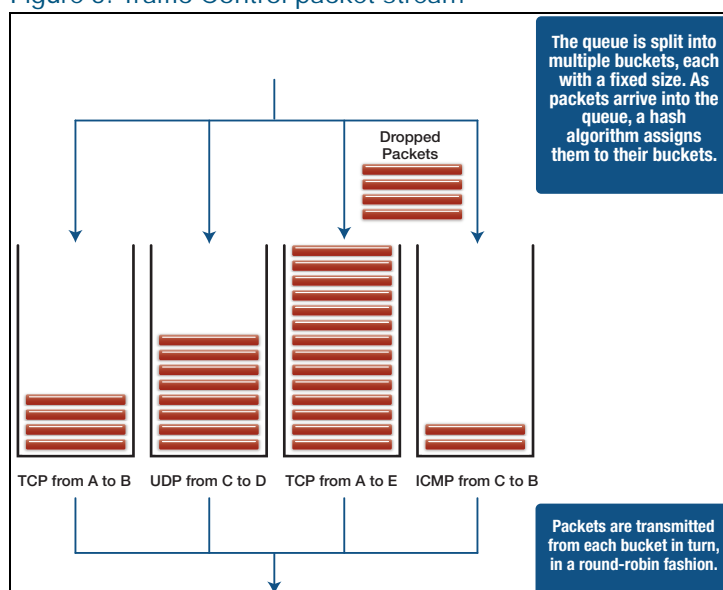 The queue is split into
multiple buckets, each
with a fixed size. As
packets arrive into the
queue, a hash
algorithm assigns
them to their buckets.
Dropped
Packets
TCP from A to B
UDP from C to D
TCP from A to E
ICMP from C to B
Packets are transmitted
from each bucket in turn,
in a round-robin fashion.